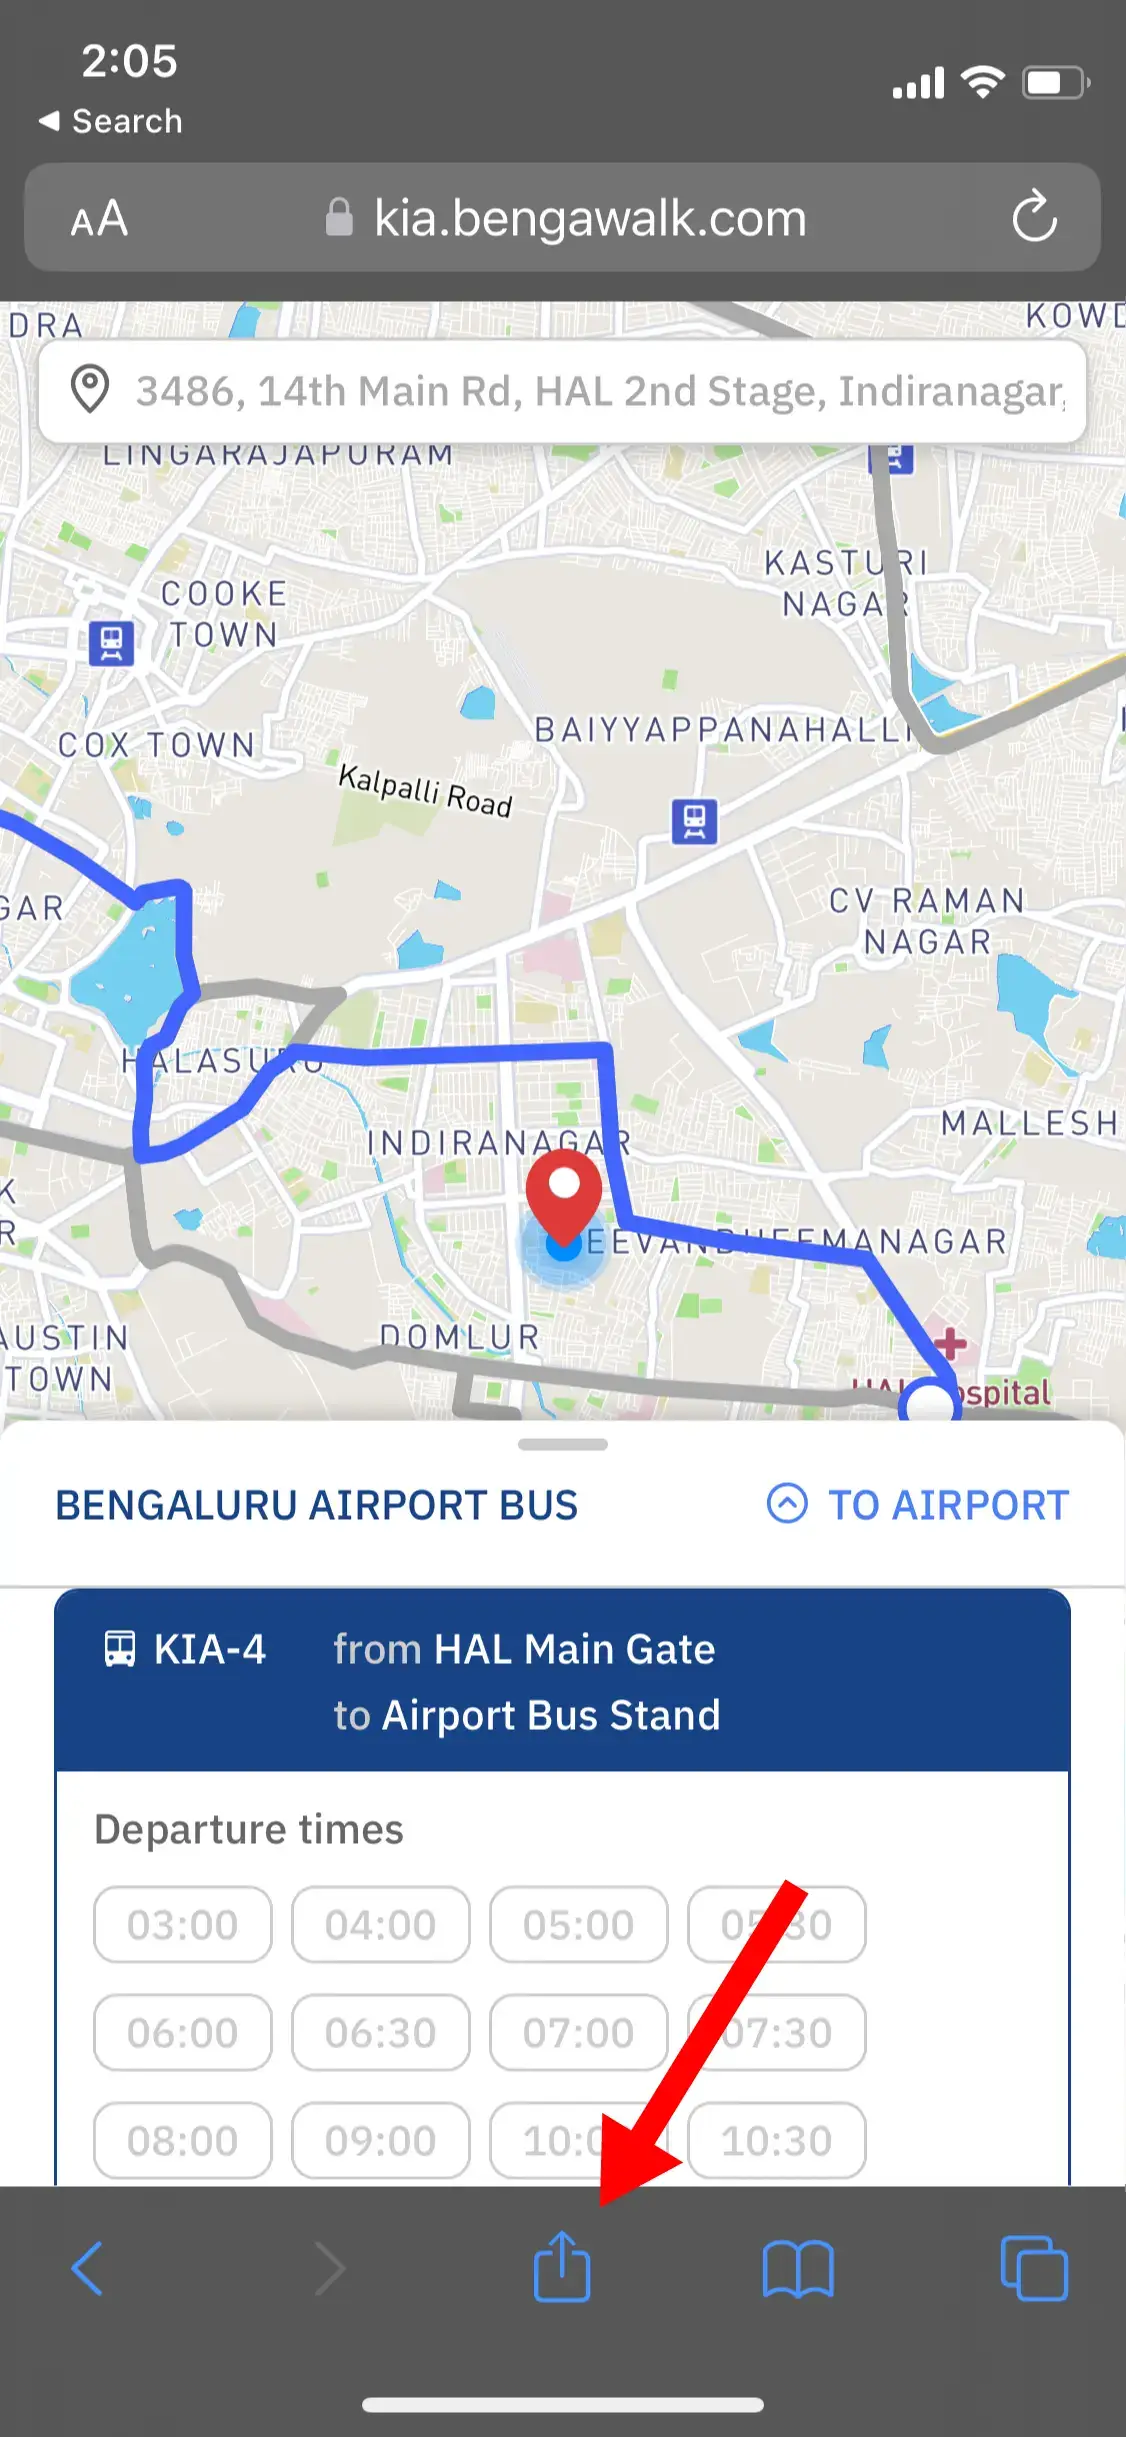 2:05
◀ Search
AA
kia.bengawalk.com
DRA
KOWD
3486, 14th Main Rd, HAL 2nd Stage, Indiranagar,
LINGARAJAPURAM
KASTURI
NAGAR
COOKE
TOWN
BAIYYAPPANAHALLI
COX TOWN
Kalpalli Road
GAR
CV RAMAN
NAGAR
HALASURU
MALLESH
INDIRANAGAR
K
R
EEVANBHEEMANAGAR
AUSTIN
TOWN
DOMLUR
HAL Hospital
BENGALURU AIRPORT BUS
TO AIRPORT
KIA-4
from HAL Main Gate
to Airport Bus Stand
Departure times
03:00 04:00 05:00 05:30
06:00 06:30 07:00 07:30
08:00 09:00 10:00 10:30